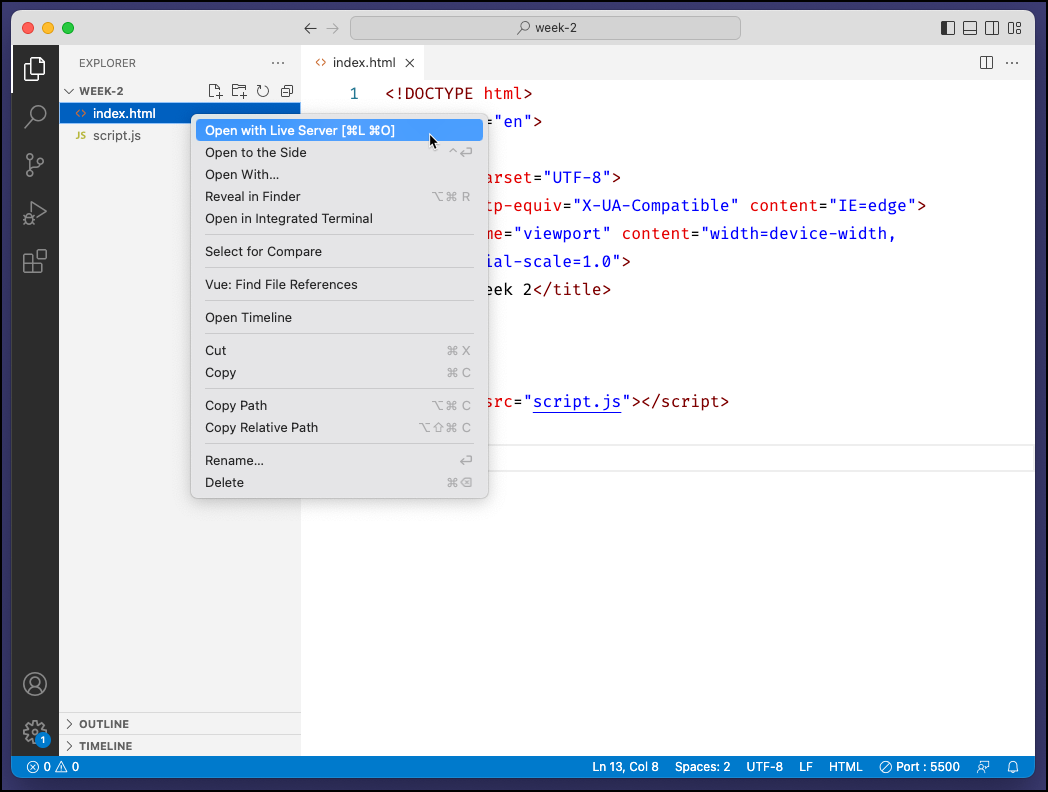 week-2
EXPLORER
index.html
WEEK-2
index.html
JS script.js
1 <!DOCTYPE html>
="en">
arset="UTF-8">
tp-equiv="X-UA-Compatible" content="IE=edge">
me="viewport" content="width=device-width,
ial-scale=1.0">
eek 2</title>
src="script.js"></script>
Open with Live Server [⌘L ⌘O]
Open to the Side ⌃⏎
Open With...
Reveal in Finder ⌥⌘ R
Open in Integrated Terminal
Select for Compare
Vue: Find File References
Open Timeline
Cut ⌘ X
Copy ⌘ C
Copy Path ⌥⌘ C
Copy Relative Path ⌥⇧⌘ C
Rename... ⏎
Delete ⌘⌫
OUTLINE
TIMELINE
1
0 0 Ln 13, Col 8 Spaces: 2 UTF-8 LF HTML Port : 5500